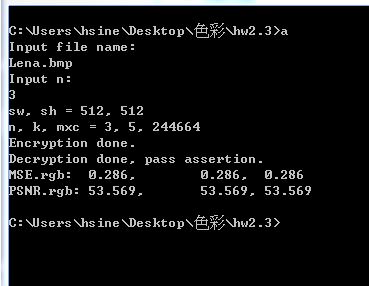 C:\Users\hsine\Desktop\色彩\hw2.3>a
Input file name:
Lena.bmp
Input n:
3
sw, sh = 512, 512
n, k, mxc = 3, 5, 244664
Encryption done.
Decryption done, pass assertion.
MSE.rgb:  0.286,        0.286,  0.286
PSNR.rgb: 53.569,       53.569, 53.569
C:\Users\hsine\Desktop\色彩\hw2.3>